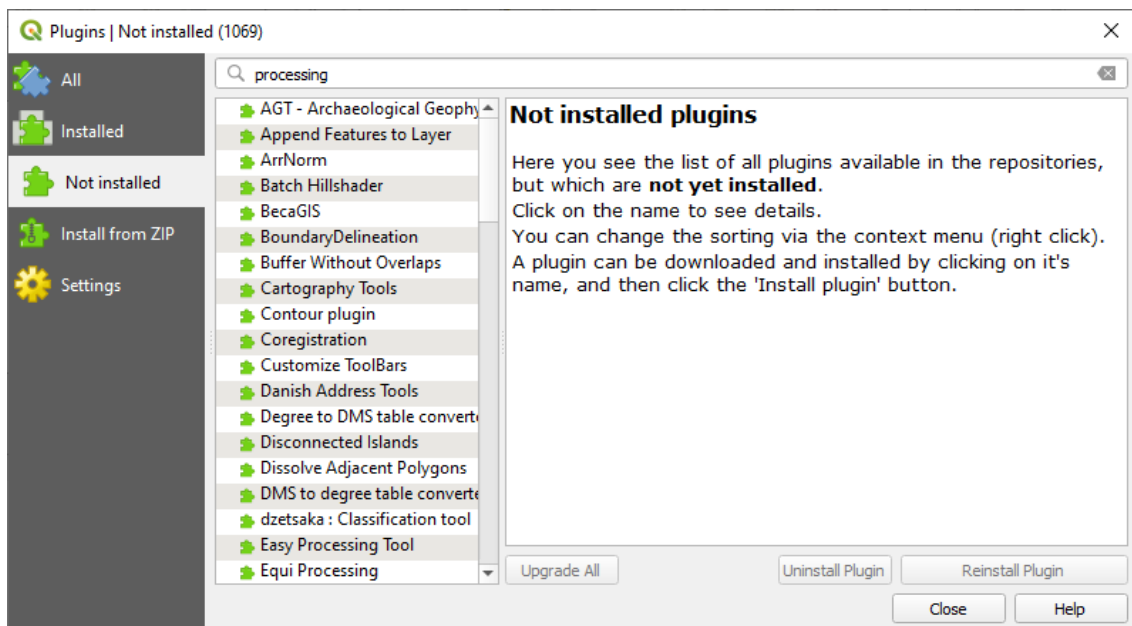 Plugins | Not installed (1069)
All
Installed
Not installed
Install from ZIP
Settings
processing
AGT - Archaeological Geophy
Append Features to Layer
ArrNorm
Batch Hillshader
BecaGIS
BoundaryDelineation
Buffer Without Overlaps
Cartography Tools
Contour plugin
Coregistration
Customize ToolBars
Danish Address Tools
Degree to DMS table converte
Disconnected Islands
Dissolve Adjacent Polygons
DMS to degree table converte
dzetsaka : Classification tool
Easy Processing Tool
Equi Processing
Not installed plugins
Here you see the list of all plugins available in the repositories,
but which are not yet installed.
Click on the name to see details.
You can change the sorting via the context menu (right click).
A plugin can be downloaded and installed by clicking on it's
name, and then click the 'Install plugin' button.
Upgrade All
Uninstall Plugin
Reinstall Plugin
Close
Help